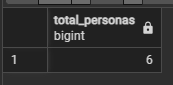 total_personas
bigint
1 6